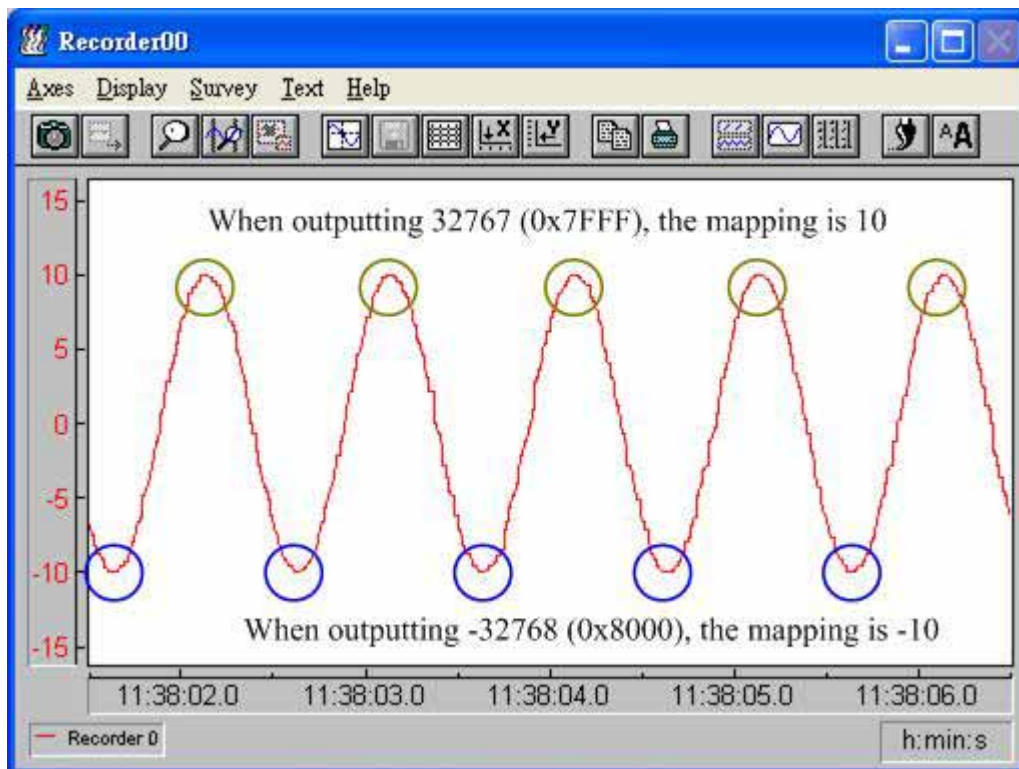 Recorder00
Axes Display Survey Text Help
X Y A A
15
When outputting 32767 (0x7FFF), the mapping is 10
10
5
0
-5
-10
When outputting -32768 (0x8000), the mapping is -10
-15
11:38:02.0 11:38:03.0 11:38:04.0 11:38:05.0 11:38:06.0
Recorder 0 h:min:s